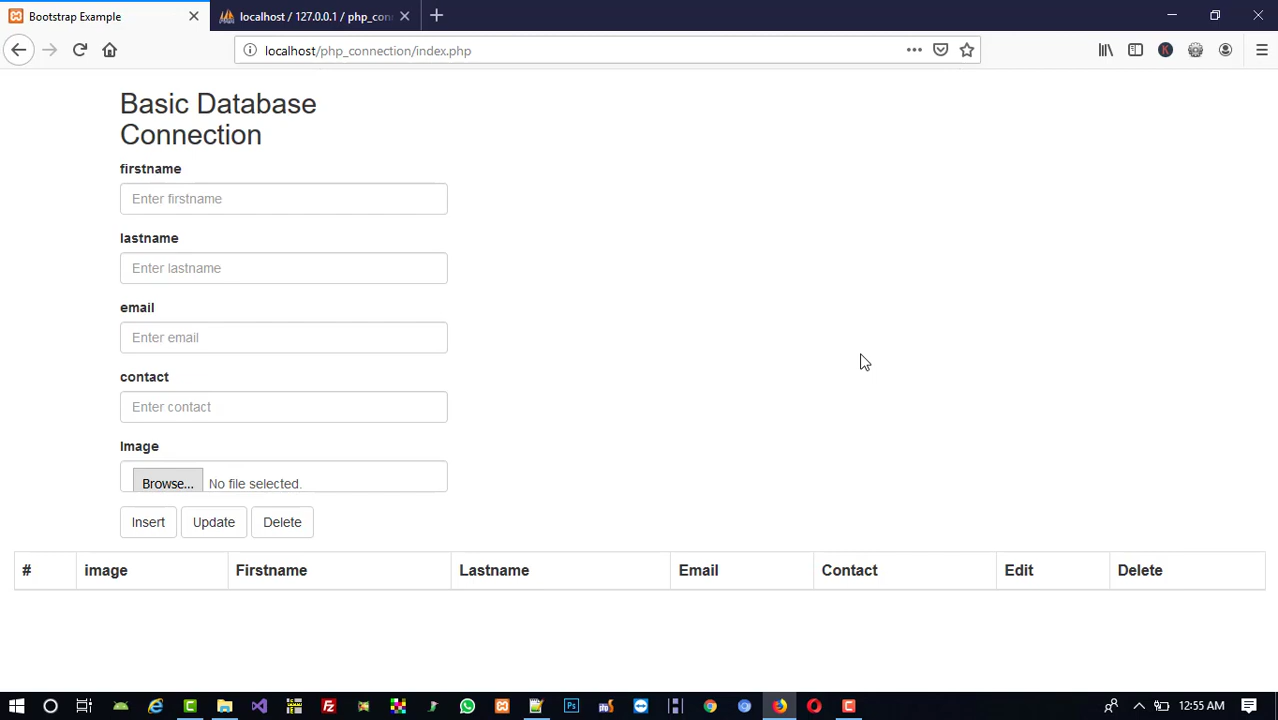 Bootstrap Example
localhost / 127.0.0.1 / php_con
localhost/php_connection/index.php
Basic Database
Connection
firstname
Enter firstname
lastname
Enter lastname
email
Enter email
contact
Enter contact
Image
Browse... No file selected.
Insert Update Delete
# image Firstname Lastname Email Contact Edit Delete
12:55 AM